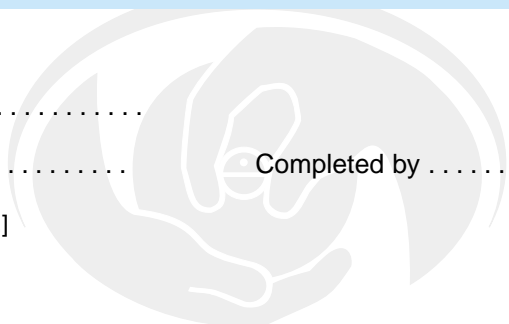 . . . . . . . . . . .
. . . . . . . . . Completed by . . . . . .
]